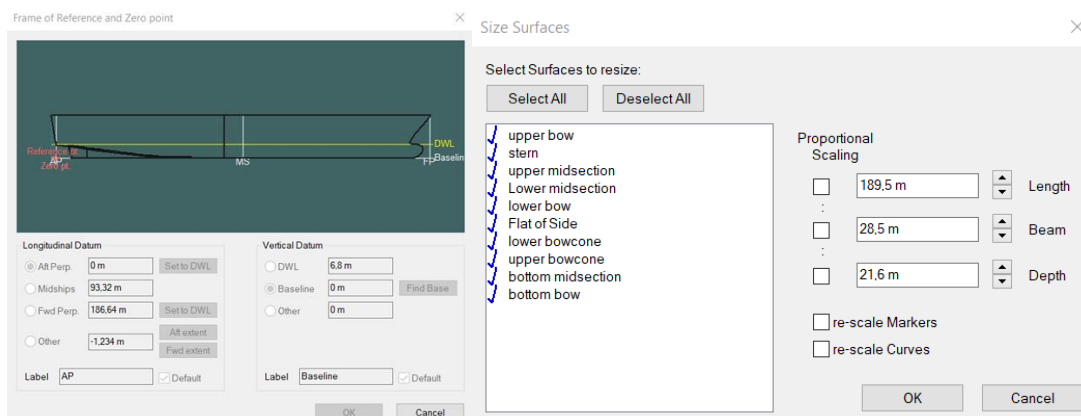 Frame of Reference and Zero point
DWL
Reference pt.
AP
Zero pt.
MS
FP
Baselin
Longitudinal Datum
Aft Perp. 0 m Set to DWL
Midships 93,32 m
Fwd Perp. 186,64 m Set to DWL
Other -1,234 m Aft extent
Fwd extent
Label AP Default
Vertical Datum
DWL 6,8 m
Baseline 0 m Find Base
Other 0 m
Label Baseline Default
OK Cancel
Size Surfaces
Select Surfaces to resize:
Select All Deselect All
upper bow
stern
upper midsection
Lower midsection
lower bow
Flat of Side
lower bowcone
upper bowcone
bottom midsection
bottom bow
Proportional
Scaling
189,5 m Length
:
28,5 m Beam
:
21,6 m Depth
re-scale Markers
re-scale Curves
OK Cancel